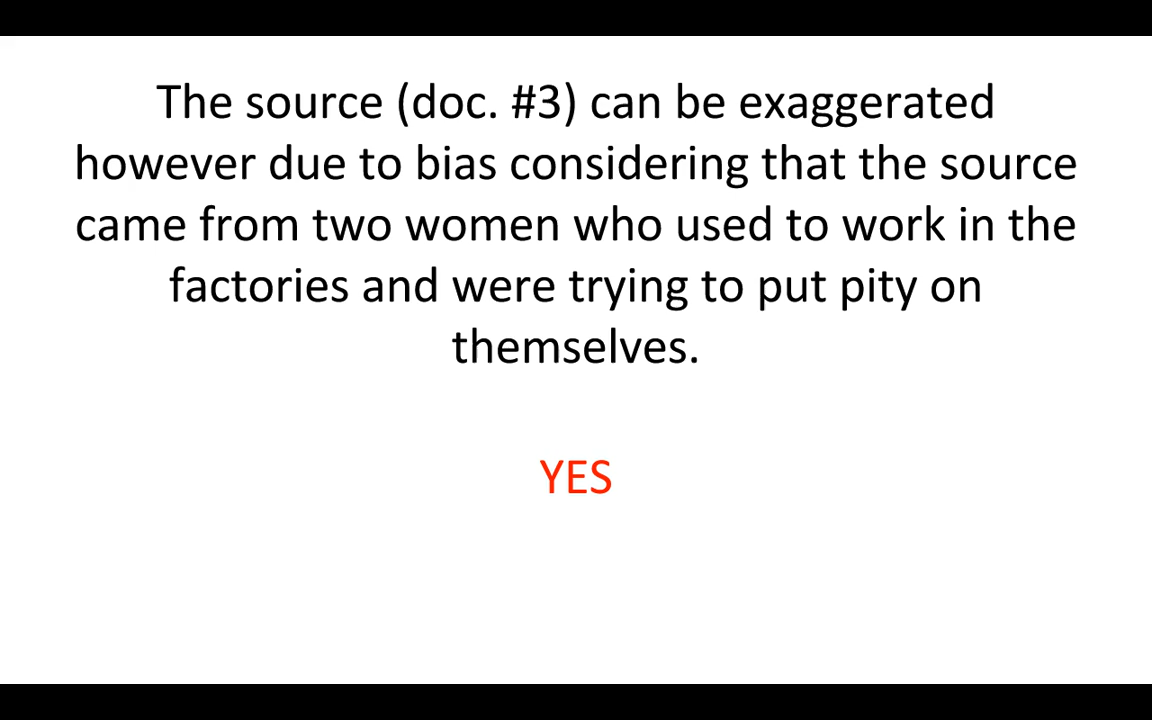 The source (doc. #3) can be exaggerated
however due to bias considering that the source
came from two women who used to work in the
factories and were trying to put pity on
themselves.
YES